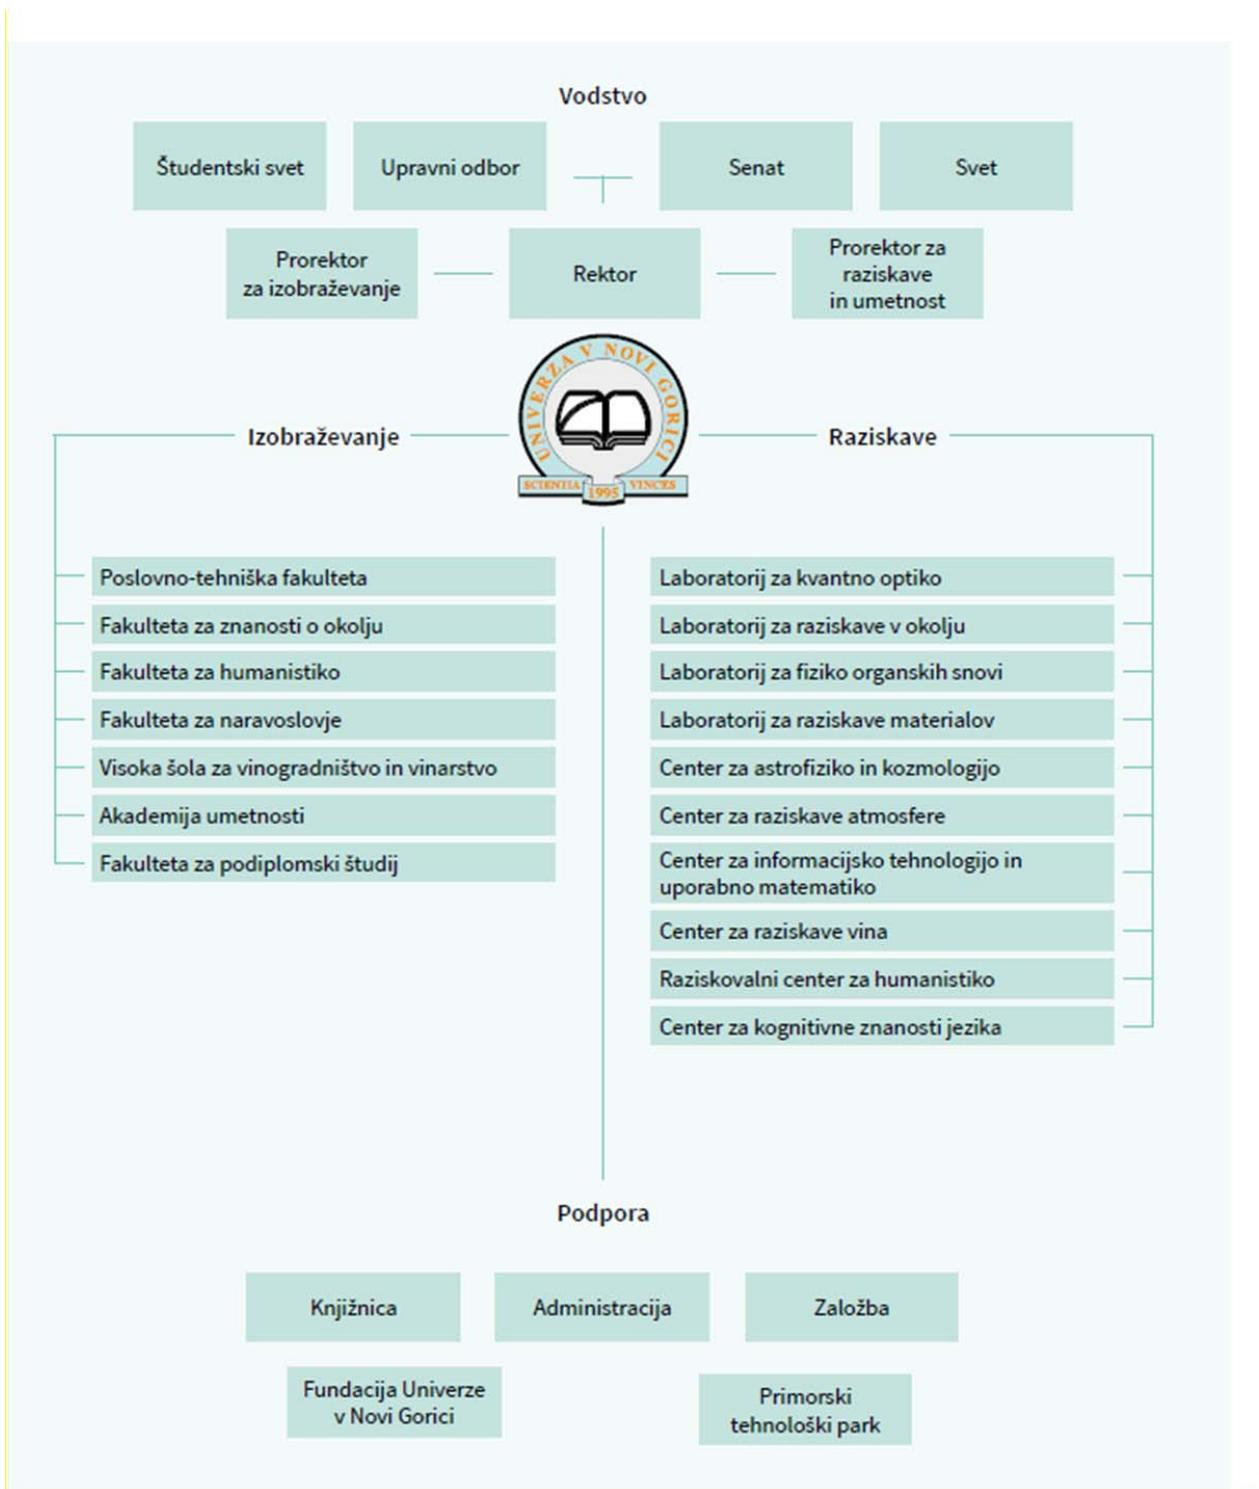 Vodstvo
Študentski svet
Upravni odbor
Senat
Svet
Prorektor
za izobraževanje
Rektor
Prorektor za
raziskave
in umetnost
UNIVERZA V NOVI GORICI
SCIENTIA 1995 VINCES
Izobraževanje
Raziskave
Poslovno-tehniška fakulteta
Fakulteta za znanosti o okolju
Fakulteta za humanistiko
Fakulteta za naravoslovje
Visoka šola za vinogradništvo in vinarstvo
Akademija umetnosti
Fakulteta za podiplomski študij
Laboratorij za kvantno optiko
Laboratorij za raziskave v okolju
Laboratorij za fiziko organskih snovi
Laboratorij za raziskave materialov
Center za astrofiziko in kozmologijo
Center za raziskave atmosfere
Center za informacijsko tehnologijo in
uporabno matematiko
Center za raziskave vina
Raziskovalni center za humanistiko
Center za kognitivne znanosti jezika
Podpora
Knjižnica
Administracija
Založba
Fundacija Univerze
v Novi Gorici
Primorski
tehnološki park